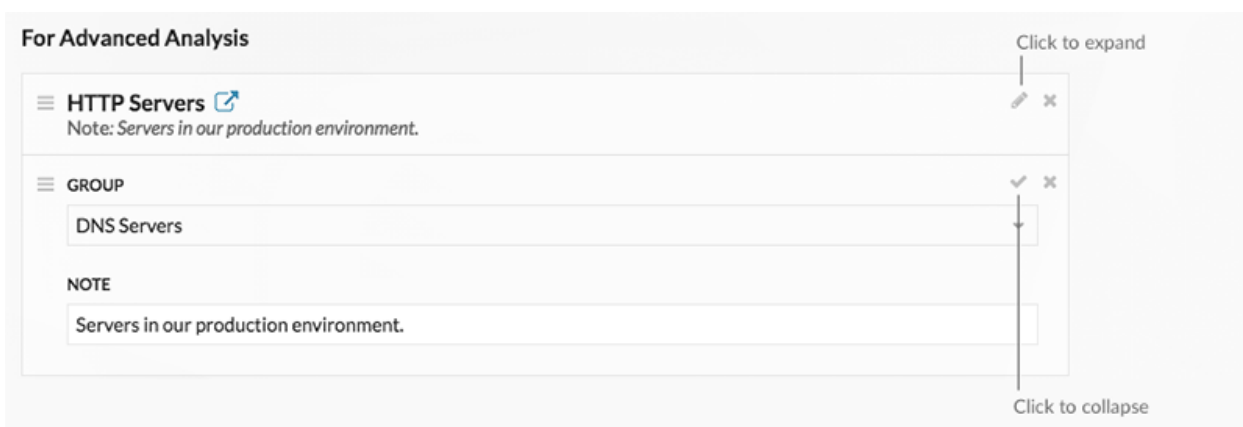 For Advanced Analysis
Click to expand
HTTP Servers
Note: Servers in our production environment.
GROUP
DNS Servers
NOTE
Servers in our production environment.
Click to collapse